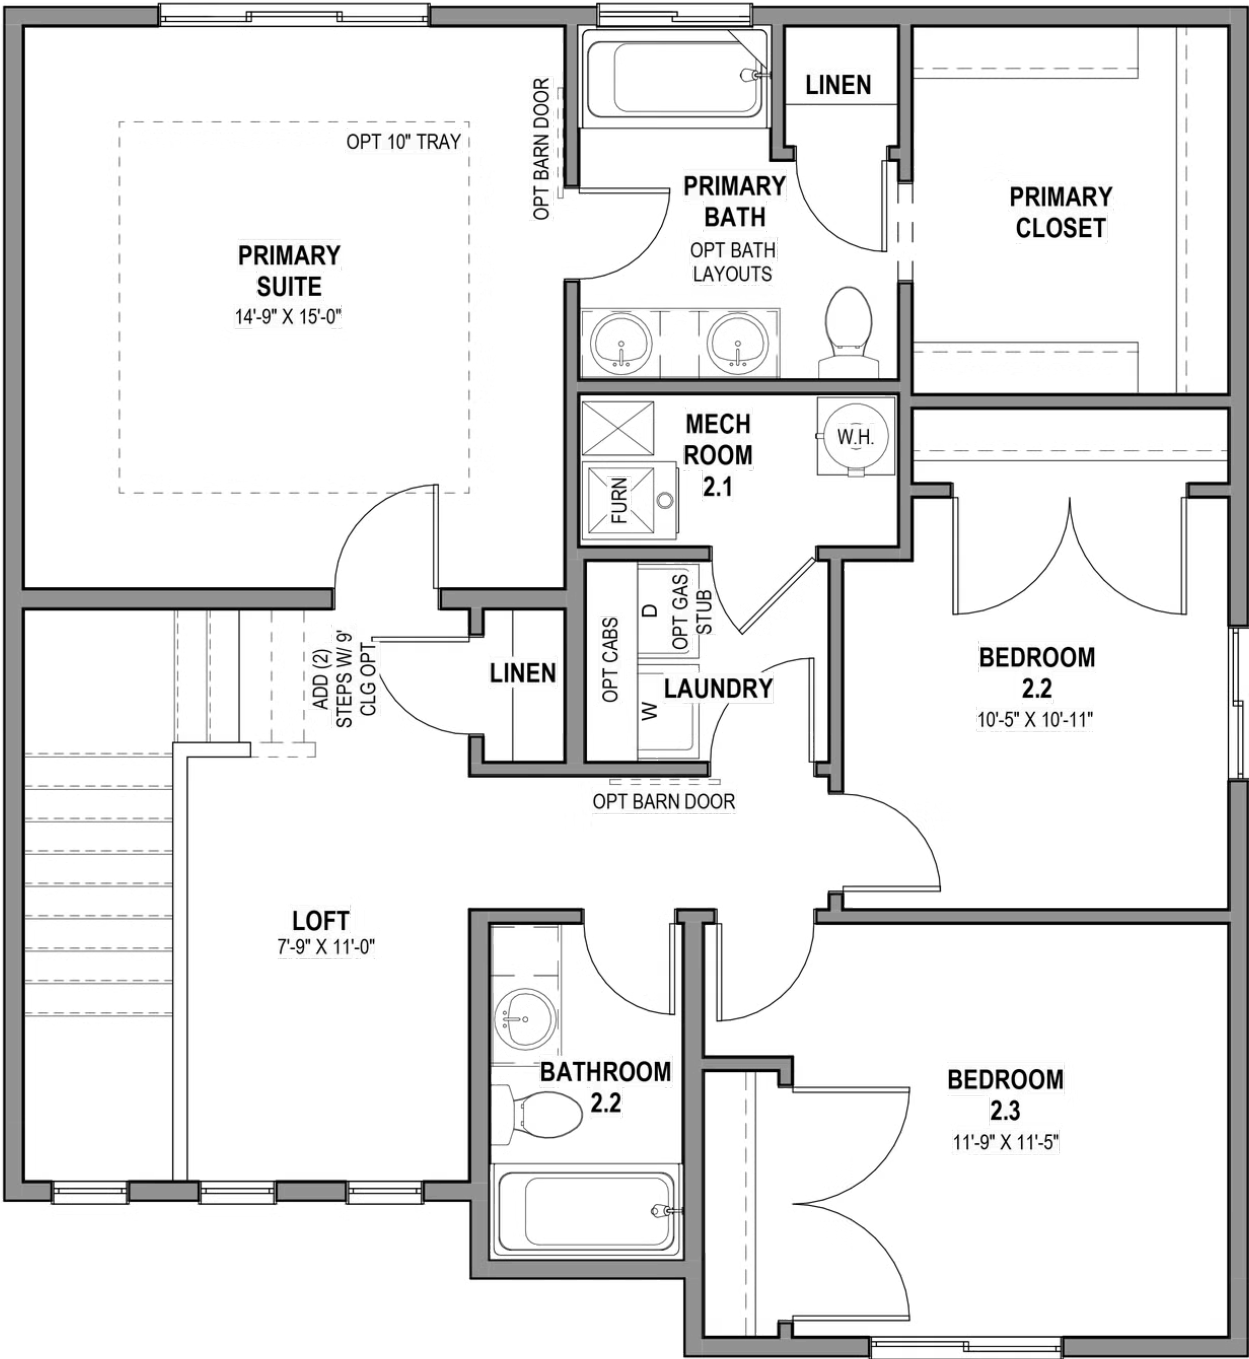 OPT 10" TRAY
PRIMARY
SUITE
14'-9" X 15'-0"
OPT BARN DOOR
PRIMARY
BATH
OPT BATH
LAYOUTS
LINEN
PRIMARY
CLOSET
MECH
ROOM
2.1
FURN
W.H.
ADD (2)
STEPS W/ 9'
CLG OPT
LINEN
OPT CABS
D
OPT GAS
STUB
LAUNDRY
W
OPT BARN DOOR
BEDROOM
2.2
10'-5" X 10'-11"
LOFT
7'-9" X 11'-0"
BATHROOM
2.2
BEDROOM
2.3
11'-9" X 11'-5"